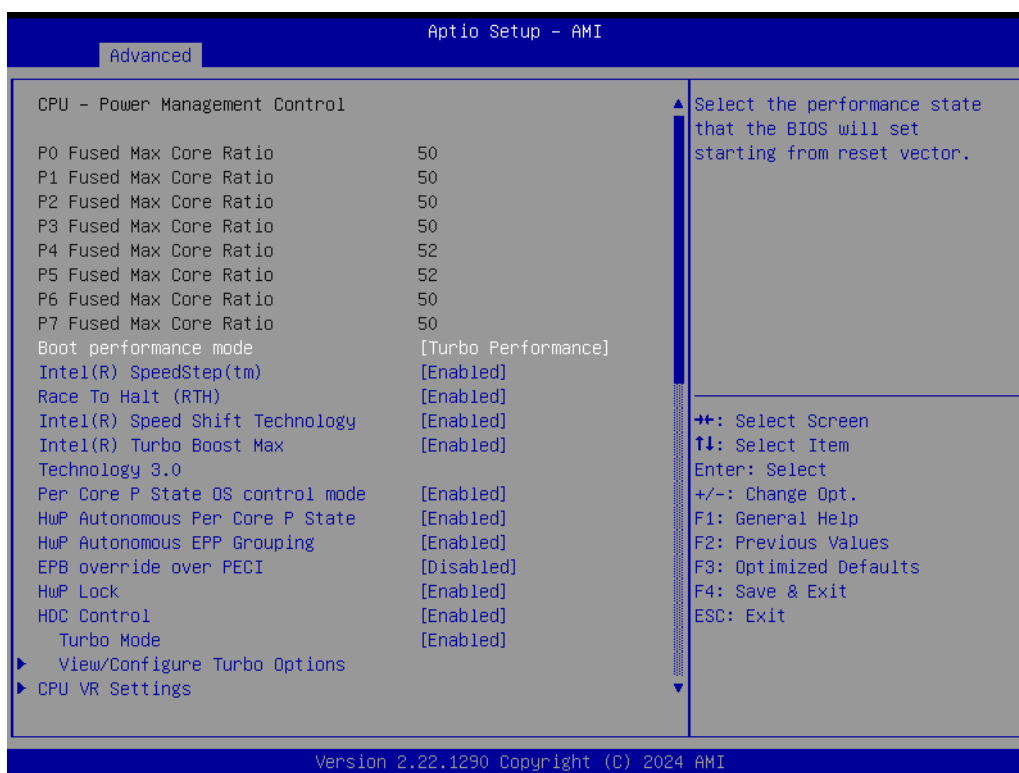 Aptio Setup - AMI
Advanced
CPU - Power Management Control
P0 Fused Max Core Ratio 50
P1 Fused Max Core Ratio 50
P2 Fused Max Core Ratio 50
P3 Fused Max Core Ratio 50
P4 Fused Max Core Ratio 52
P5 Fused Max Core Ratio 52
P6 Fused Max Core Ratio 50
P7 Fused Max Core Ratio 50
Boot performance mode [Turbo Performance]
Intel(R) SpeedStep(tm) [Enabled]
Race To Halt (RTH) [Enabled]
Intel(R) Speed Shift Technology [Enabled]
Intel(R) Turbo Boost Max [Enabled]
Technology 3.0
Per Core P State OS control mode [Enabled]
HwP Autonomous Per Core P State [Enabled]
HwP Autonomous EPP Grouping [Enabled]
EPB override over PECI [Disabled]
HwP Lock [Enabled]
HDC Control [Enabled]
Turbo Mode [Enabled]
View/Configure Turbo Options
CPU VR Settings
Select the performance state
that the BIOS will set
starting from reset vector.
→←: Select Screen
↑↓: Select Item
Enter: Select
+/-: Change Opt.
F1: General Help
F2: Previous Values
F3: Optimized Defaults
F4: Save & Exit
ESC: Exit
Version 2.22.1290 Copyright (C) 2024 AMI